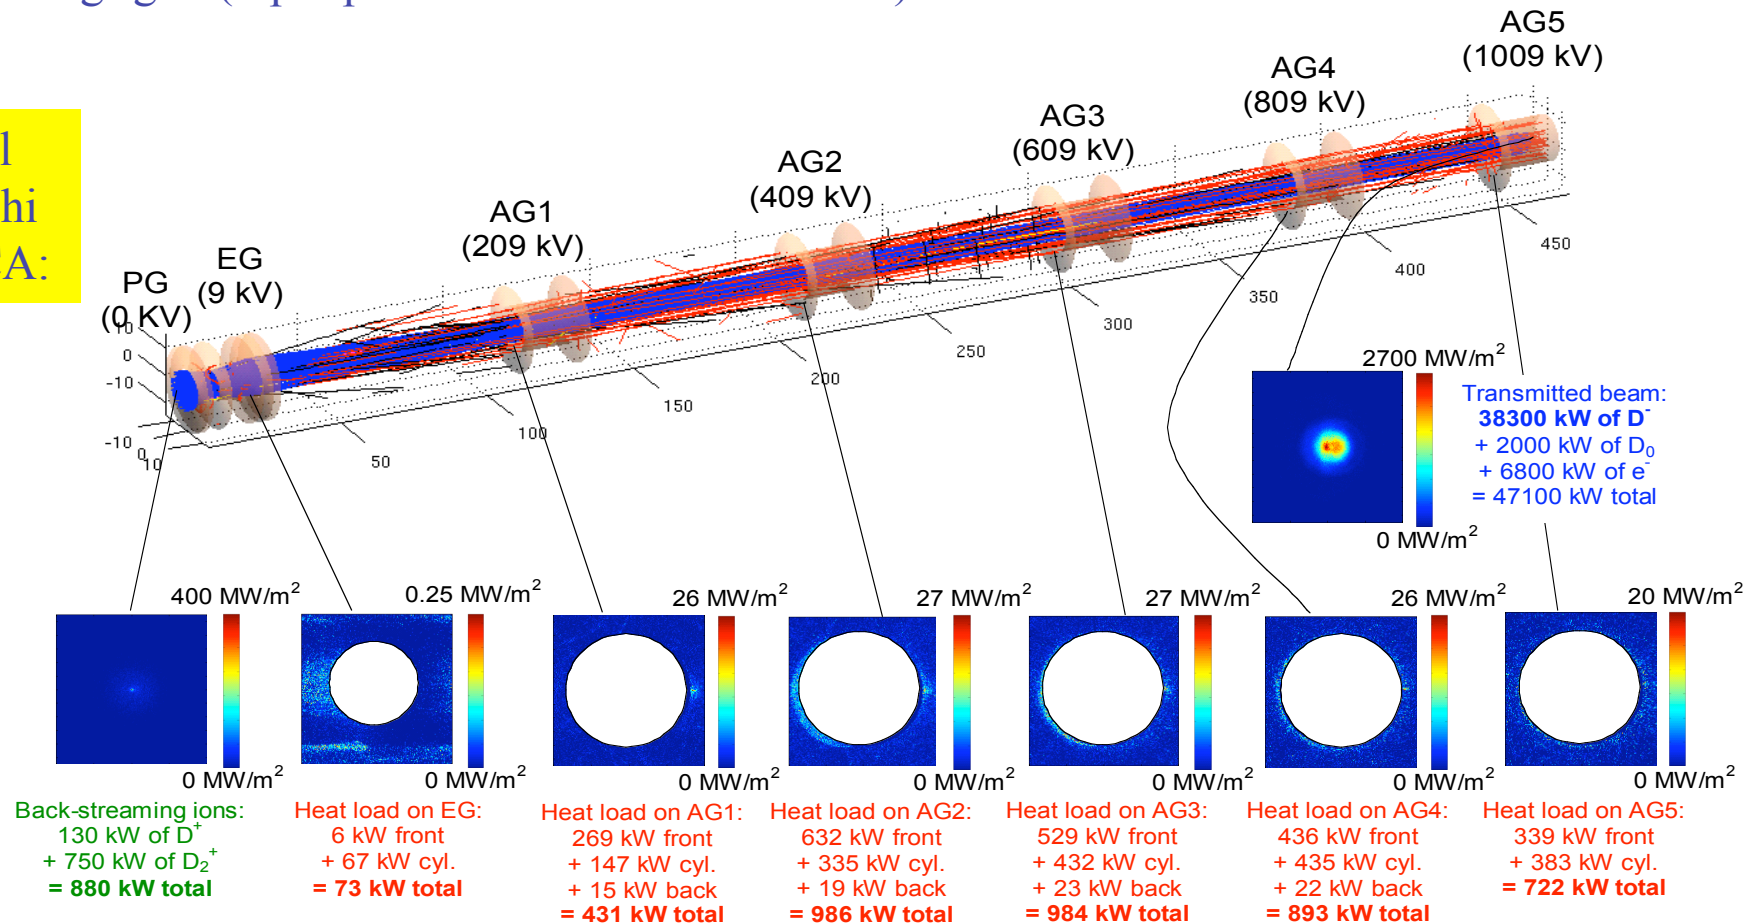 AG5
(1009 kV)
AG4
(809 kV)
AG3
(609 kV)
AG2
(409 kV)
AG1
(209 kV)
EG
(9 kV)
PG
(0 KV)
10
0
-10
-10
0
10
50
100
150
200
250
300
350
400
450
2700 MW/m²
0 MW/m²
Transmitted beam:
38300 kW of D⁻
+ 2000 kW of D₀
+ 6800 kW of e⁻
= 47100 kW total
400 MW/m²
0 MW/m²
Back-streaming ions:
130 kW of D⁺
+ 750 kW of D₂⁺
= 880 kW total
0.25 MW/m²
0 MW/m²
Heat load on EG:
6 kW front
+ 67 kW cyl.
= 73 kW total
26 MW/m²
0 MW/m²
Heat load on AG1:
269 kW front
+ 147 kW cyl.
+ 15 kW back
= 431 kW total
27 MW/m²
0 MW/m²
Heat load on AG2:
632 kW front
+ 335 kW cyl.
+ 19 kW back
= 986 kW total
27 MW/m²
0 MW/m²
Heat load on AG3:
529 kW front
+ 432 kW cyl.
+ 23 kW back
= 984 kW total
26 MW/m²
0 MW/m²
Heat load on AG4:
436 kW front
+ 435 kW cyl.
+ 22 kW back
= 893 kW total
20 MW/m²
0 MW/m²
Heat load on AG5:
339 kW front
+ 383 kW cyl.
= 722 kW total